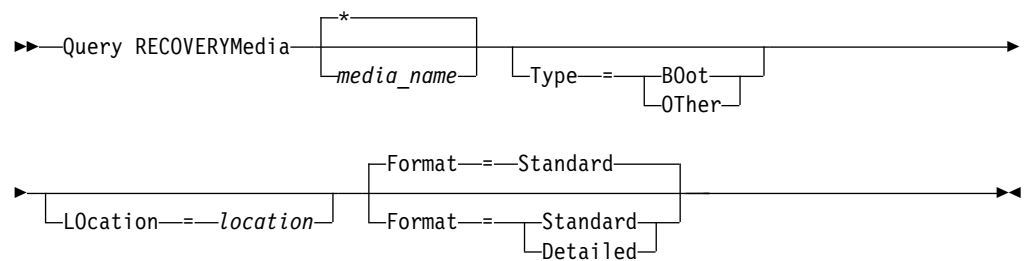 *
Query RECOVERYMedia
media_name
Type = BOot
OTher
Format = Standard
LOcation = location
Format = Standard
Detailed